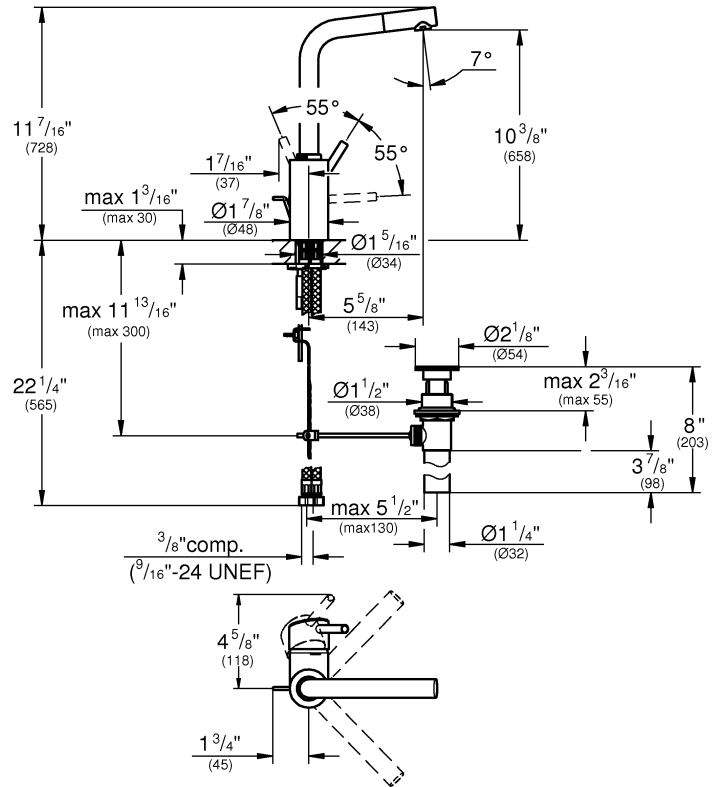 7°
55°
11 7/16"
(728)
10 3/8"
(658)
55°
1 7/16"
(37)
max 1 3/16"
(max 30)
Ø1 7/8"
(Ø48)
Ø1 5/16"
(Ø34)
max 11 13/16"
(max 300)
5 5/8"
(143)
Ø2 1/8"
(Ø54)
22 1/4"
(565)
Ø1 1/2"
(Ø38)
max 2 3/16"
(max 55)
8"
(203)
3 7/8"
(98)
max 5 1/2"
(max130)
Ø1 1/4"
(Ø32)
3/8"comp.
(9/16"-24 UNEF)
4 5/8"
(118)
1 3/4"
(45)